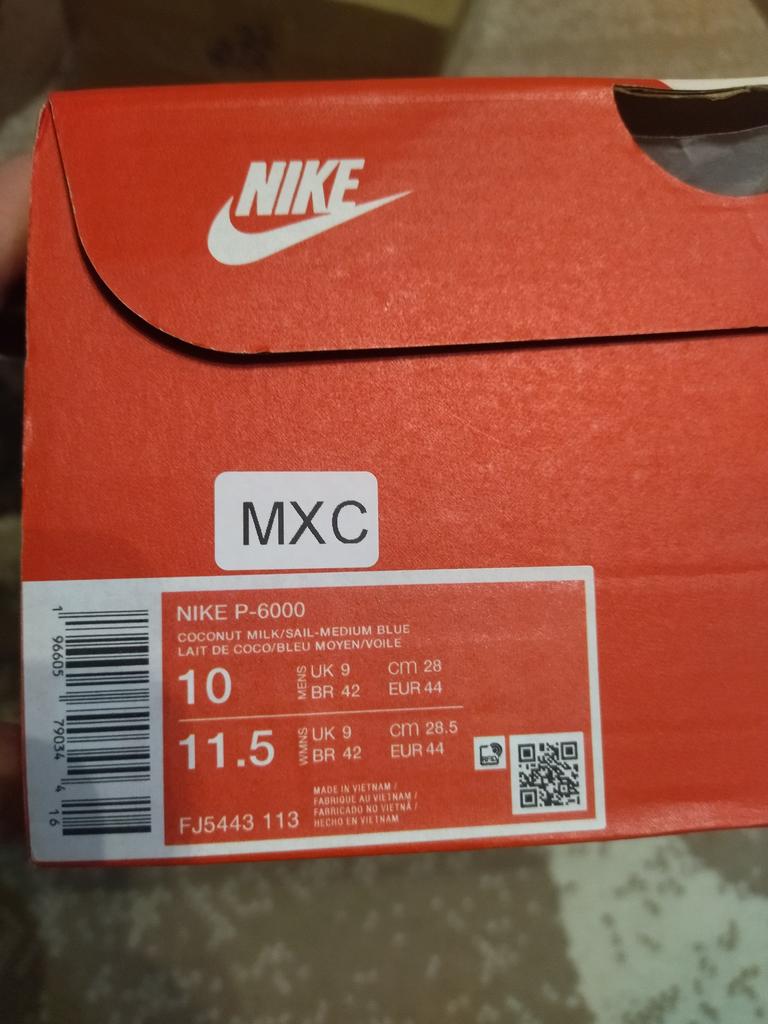 NIKE
MXC
NIKE P-6000
COCONUT MILK/SAIL-MEDIUM BLUE
LAIT DE COCO/BLEU MOYEN/VOILE
10 MENS UK 9 cm 28
BR 42 EUR 44
11.5 WMNS UK 9 cm 28.5
BR 42 EUR 44
MADE IN VIETNAM /
FABRIQUE AU VIETNAM /
FABRICADO NO VIETNÃ /
HECHO EN VIETNAM
FJ5443 113
1 96605 79034 4 16